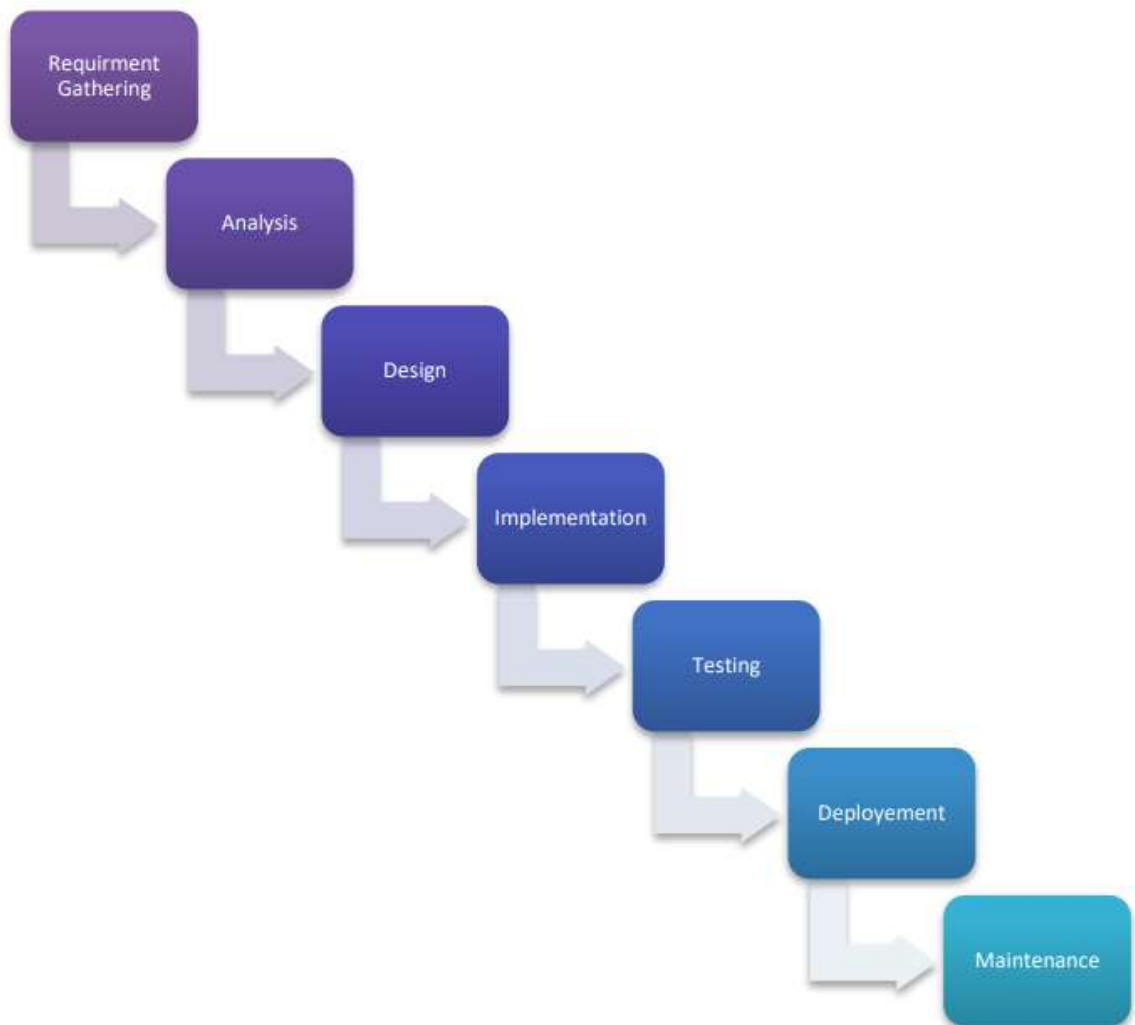 Requirment
Gathering
Analysis
Design
Implementation
Testing
Deployement
Maintenance